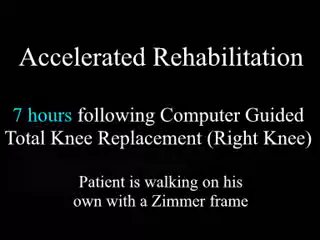 Accelerated Rehabilitation
7 hours following Computer Guided
Total Knee Replacement (Right Knee)
Patient is walking on his
own with a Zimmer frame